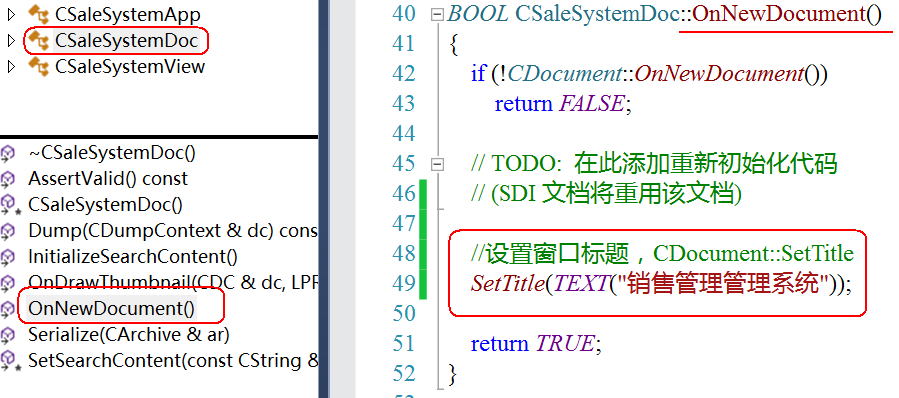 CSaleSystemApp
CSaleSystemDoc
CSaleSystemView
~CSaleSystemDoc()
AssertValid() const
CSaleSystemDoc()
Dump(CDumpContext & dc) cons
InitializeSearchContent()
OnDrawThumbnail(CDC & dc, LPR
OnNewDocument()
Serialize(CArchive & ar)
SetSearchContent(const CString &
40 BOOL CSaleSystemDoc::OnNewDocument()
41 {
42 if (!CDocument::OnNewDocument())
43 return FALSE;
44
45 // TODO: 在此添加重新初始化代码
46 // (SDI 文档将重用该文档)
47
48 //设置窗口标题，CDocument::SetTitle
49 SetTitle(TEXT("销售管理管理系统"));
50
51 return TRUE;
52 }